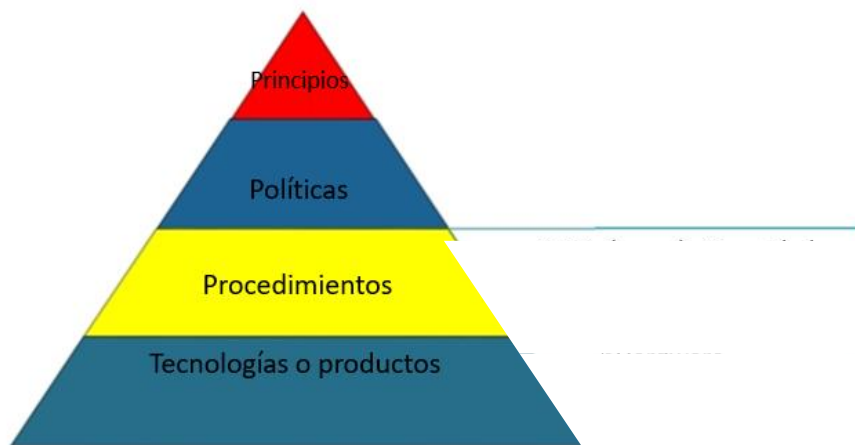 Principios
Políticas
Procedimientos
Tecnologías o productos